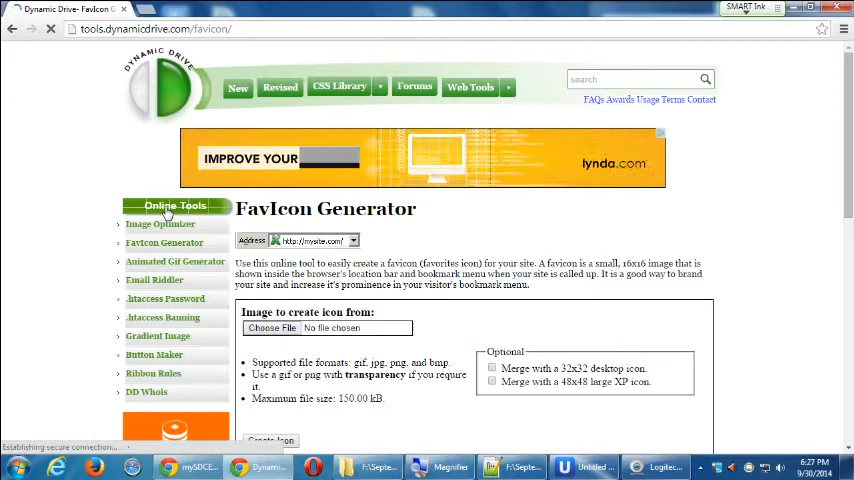 Dynamic Drive- FavIcon G
SMART Ink
tools.dynamicdrive.com/favicon/
DYNAMIC DRIVE
New
Revised
CSS Library
Forums
Web Tools
search
FAQs Awards Usage Terms Contact
IMPROVE YOUR
lynda.com
Online Tools
Image Optimizer
FavIcon Generator
Animated Gif Generator
Email Riddler
.htaccess Password
.htaccess Banning
Gradient Image
Button Maker
Ribbon Rules
DD Whois
FavIcon Generator
Address http://mysite.com/
Use this online tool to easily create a favicon (favorites icon) for your site. A favicon is a small, 16x16 image that is
shown inside the browser's location bar and bookmark menu when your site is called up. It is a good way to brand
your site and increase it's prominence in your visitor's bookmark menu.
Image to create icon from:
Choose File No file chosen
• Supported file formats: gif, jpg, png, and bmp.
• Use a gif or png with transparency if you require
it.
• Maximum file size: 150.00 kB.
Optional
Merge with a 32x32 desktop icon.
Merge with a 48x48 large XP icon.
Create Icon
Establishing secure connection...
mySDCE...
Dynami...
F:\Septe...
Magnifier
F:\Septe...
Untitled ...
Logitec...
6:27 PM
9/30/2014